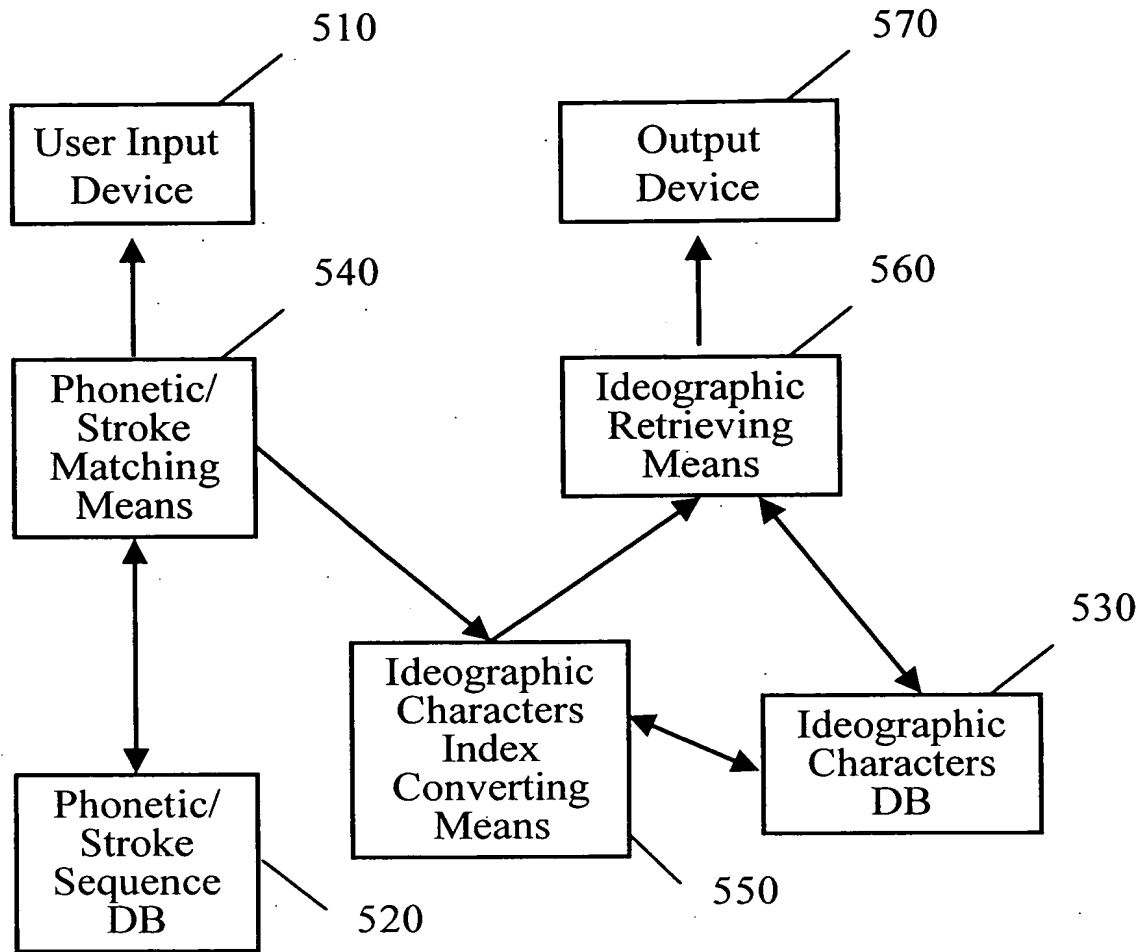 510
570
User Input
Device
Output
Device
540
560
Phonetic/
Stroke
Matching
Means
Ideographic
Retrieving
Means
530
Ideographic
Characters
Index
Converting
Means
Ideographic
Characters
DB
Phonetic/
Stroke
Sequence
DB
550
520